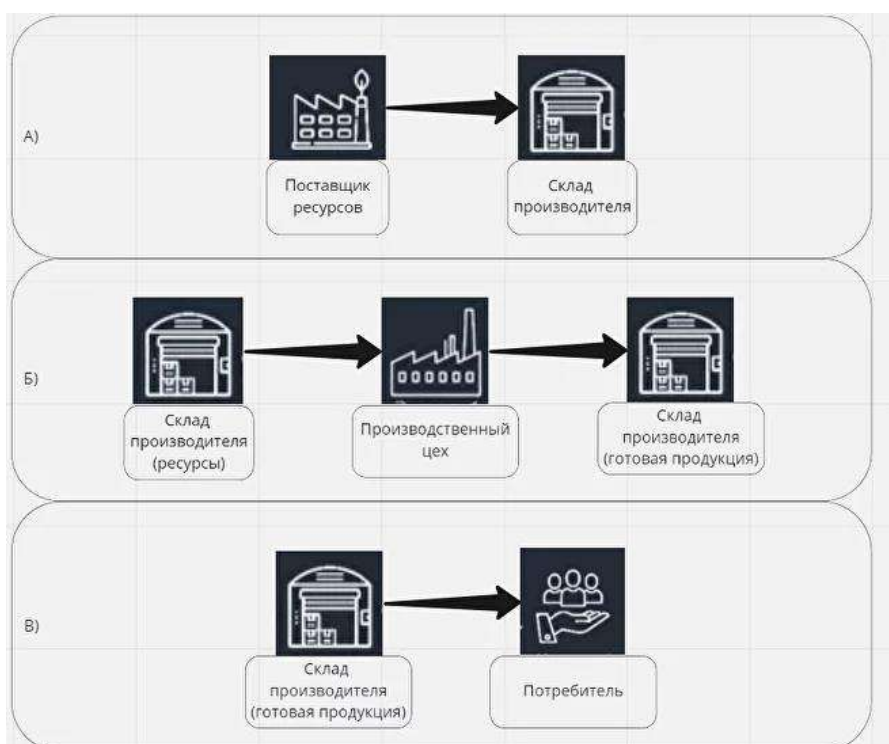 А)
Поставщик
ресурсов
Склад
производителя
Б)
Склад
производителя
(ресурсы)
Производственный
цех
Склад
производителя
(готовая продукция)
В)
Склад
производителя
(готовая продукция)
Потребитель